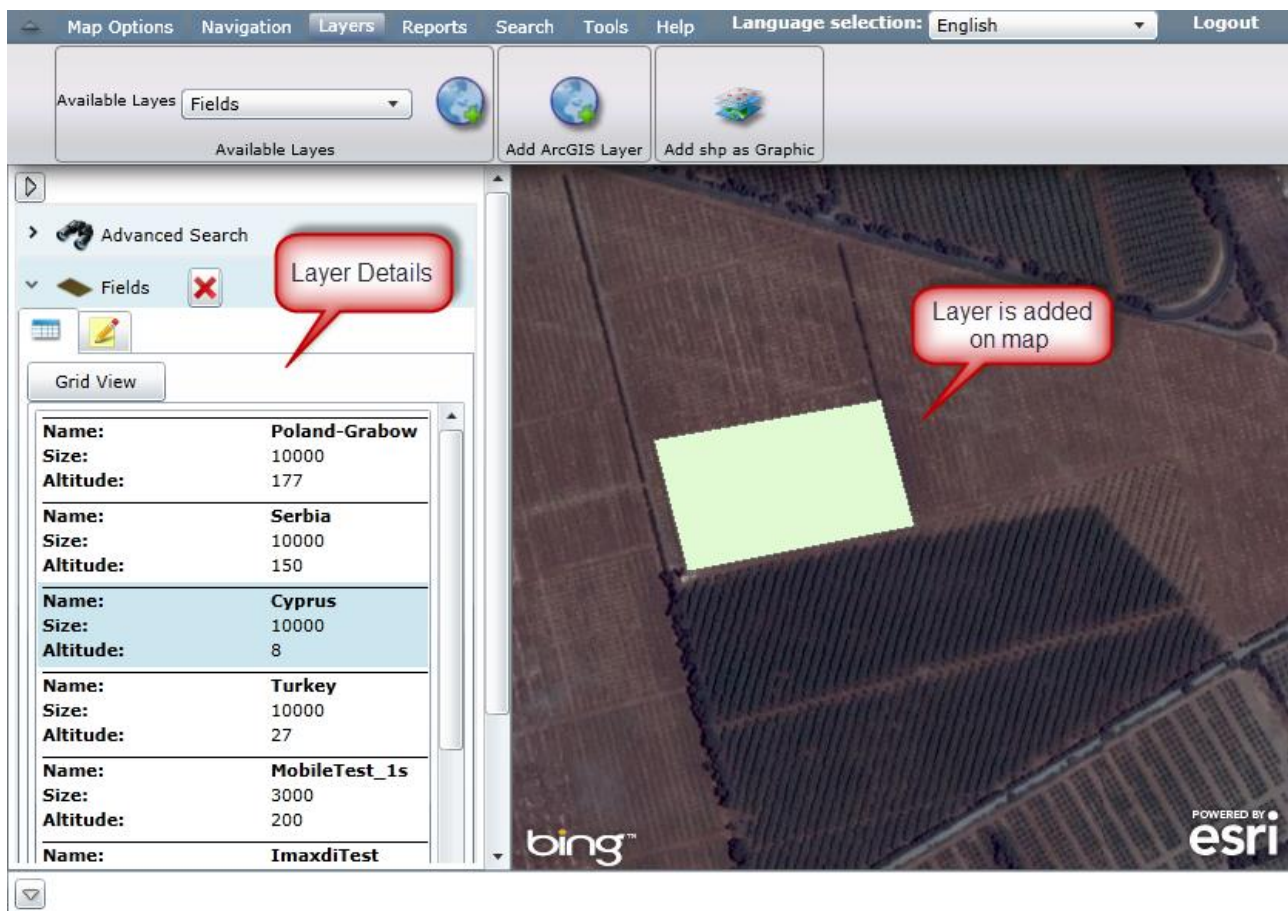 Map Options Navigation Layers Reports Search Tools Help Language selection: English Logout
Available Layes Fields
Available Layes
Add ArcGIS Layer
Add shp as Graphic
Advanced Search
Fields
Layer Details
Layer is added
on map
Grid View
Name: Poland-Grabow
Size: 10000
Altitude: 177
Name: Serbia
Size: 10000
Altitude: 150
Name: Cyprus
Size: 10000
Altitude: 8
Name: Turkey
Size: 10000
Altitude: 27
Name: MobileTest_1s
Size: 3000
Altitude: 200
Name: ImaxdiTest
bing™
POWERED BY
esri